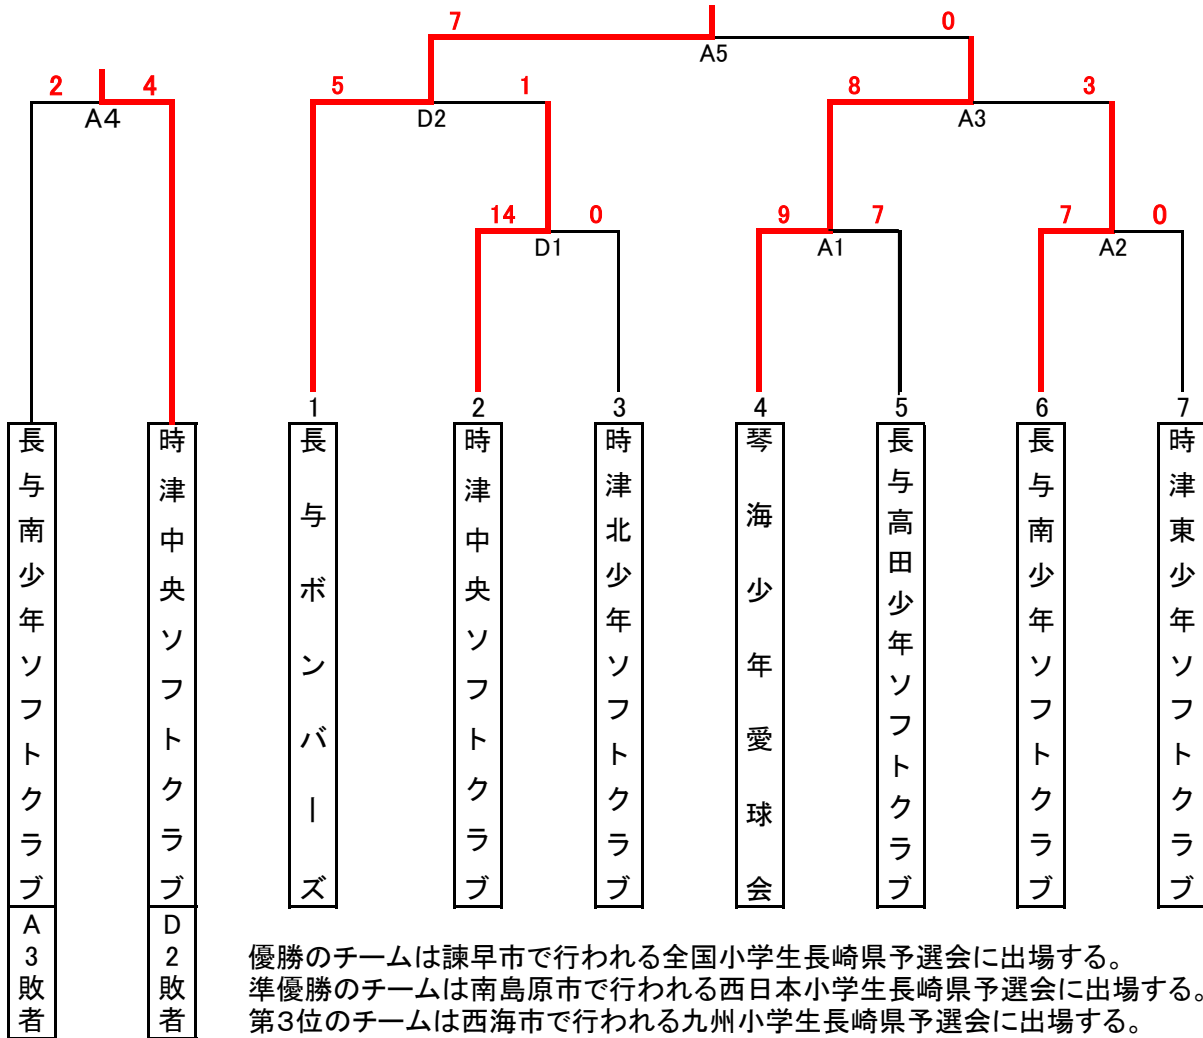 7 0
A5
2 4 5 1 8 3
A4 D2 A3
14 0 9 7 7 0
D1 A1 A2
1 2 3 4 5 6 7
長与南少年ソフトクラブ
A3敗者
時津中央ソフトクラブ
D2敗者
長与ボンバーズ
時津中央ソフトクラブ
時津北少年ソフトクラブ
琴海少年愛球会
長与高田少年ソフトクラブ
長与南少年ソフトクラブ
時津東少年ソフトクラブ
優勝のチームは諫早市で行われる全国小学生長崎県予選会に出場する。
準優勝のチームは南島原市で行われる西日本小学生長崎県予選会に出場する。
第3位のチームは西海市で行われる九州小学生長崎県予選会に出場する。